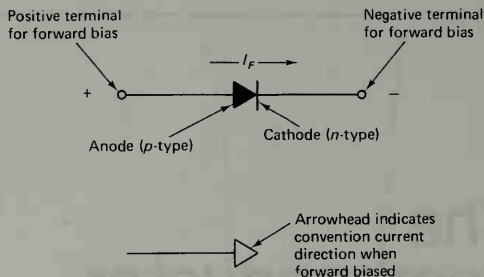 Positive terminal
for forward bias
Negative terminal
for forward bias
I_F
+
–
Anode (p-type)
Cathode (n-type)
Arrowhead indicates
convention current
direction when
forward biased